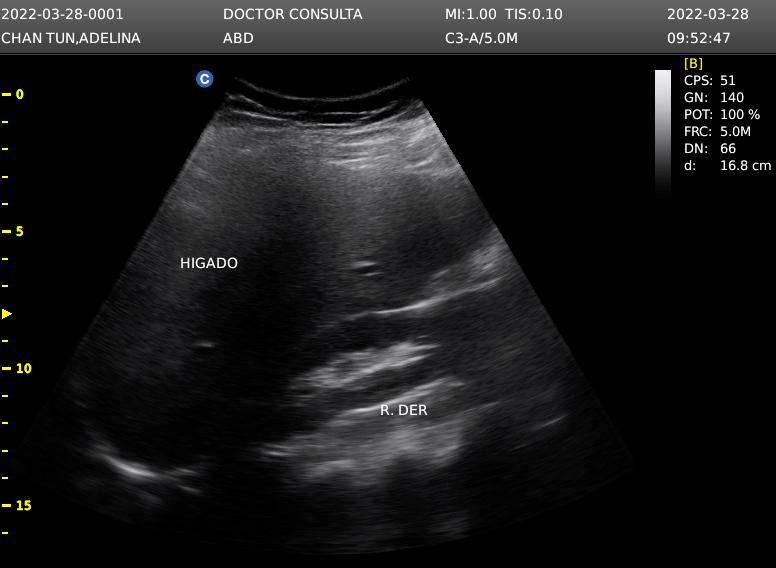 2022-03-28-0001 DOCTOR CONSULTA MI:1.00 TIS:0.10 2022-03-28
CHAN TUN,ADELINA ABD C3-A/5.0M 09:52:47
C
[B]
CPS: 51
GN: 140
POT: 100 %
FRC: 5.0M
DN: 66
d: 16.8 cm
0
5
HIGADO
10
R. DER
15